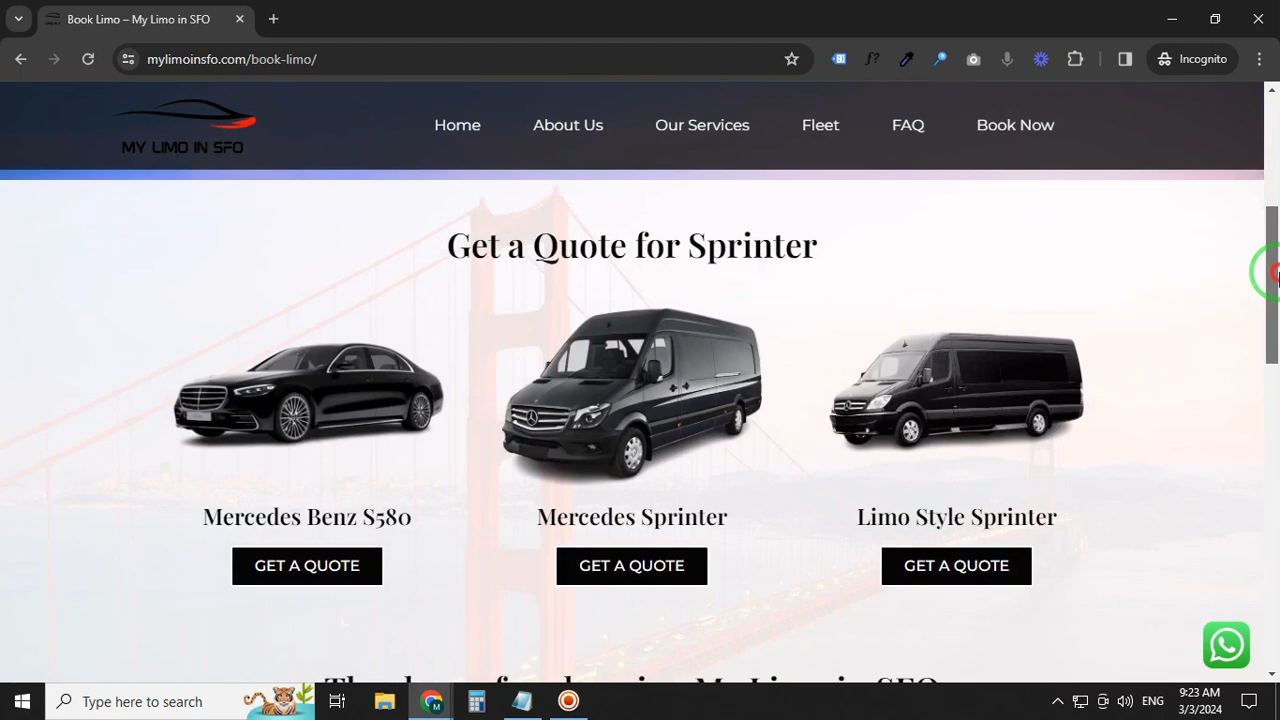 Book Limo – My Limo in SFO
mylimoinsfo.com/book-limo/
Incognito
MY LIMO IN SFO
Home
About Us
Our Services
Fleet
FAQ
Book Now
Get a Quote for Sprinter
Mercedes Benz S580
Mercedes Sprinter
Limo Style Sprinter
GET A QUOTE
GET A QUOTE
GET A QUOTE
Type here to search
ENG
9:23 AM
3/3/2024